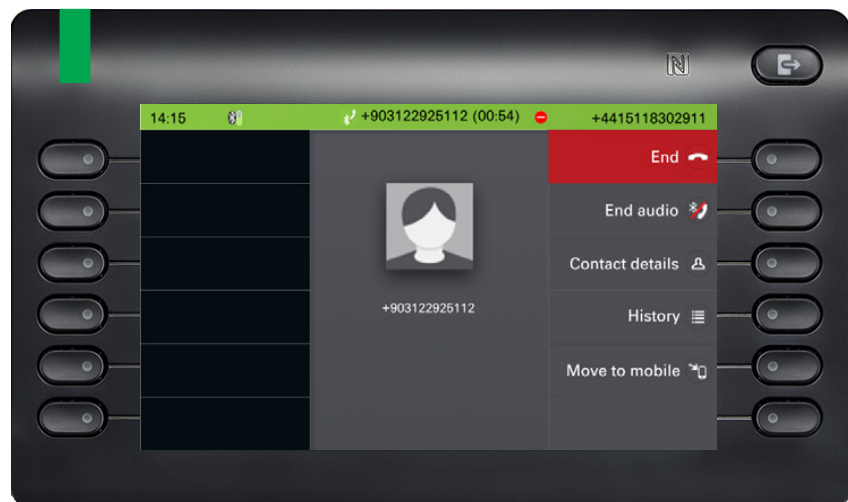 14:15
+903122925112 (00:54)
+4415118302911
End
End audio
Contact details
+903122925112
History
Move to mobile